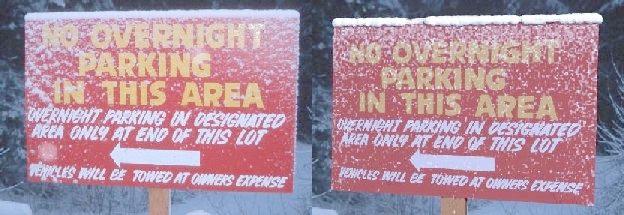 NO OVERNIGHT
PARKING
IN THIS AREA
OVERNIGHT PARKING IN DESIGNATED
AREA ONLY AT END OF THIS LOT
VEHICLES WILL BE TOWED AT OWNERS EXPENSE
NO OVERNIGHT
PARKING
IN THIS AREA
OVERNIGHT PARKING IN DESIGNATED
AREA ONLY AT END OF THIS LOT
VEHICLES WILL BE TOWED AT OWNERS EXPENSE